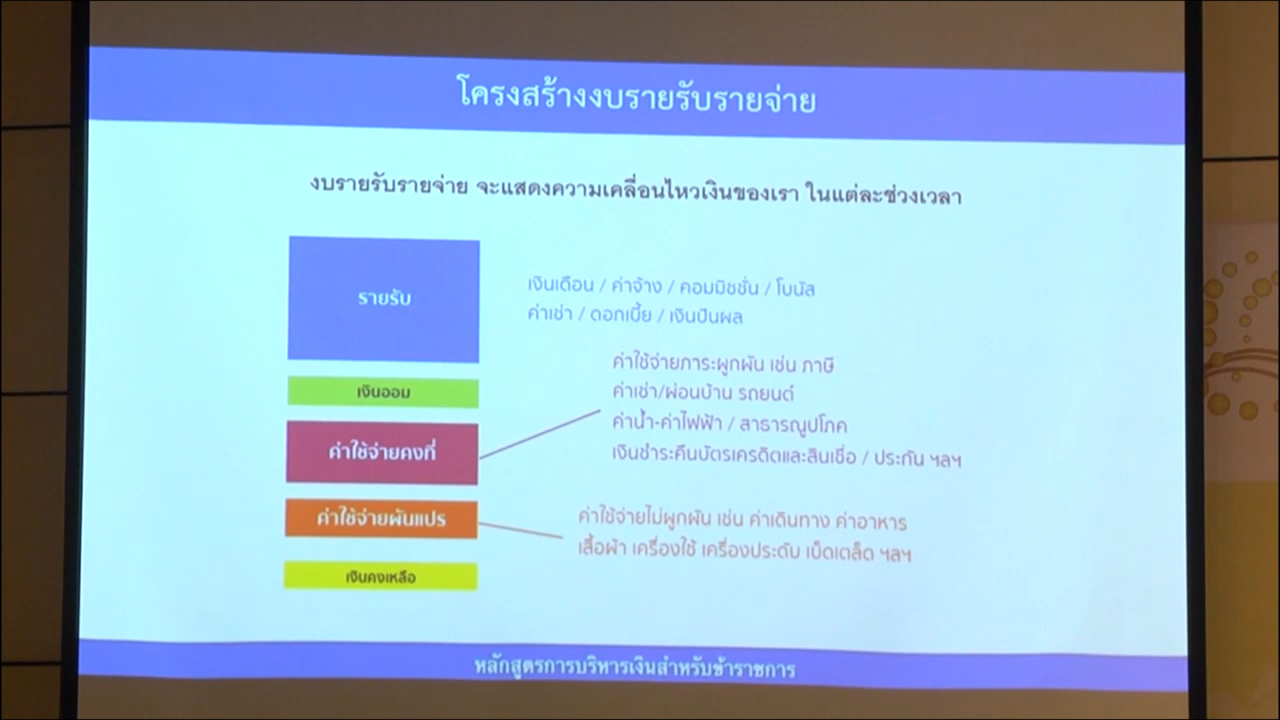 โครงสร้างงบรายรับรายจ่าย
งบรายรับรายจ่าย จะแสดงความเคลื่อนไหวเงินของเรา ในแต่ละช่วงเวลา
รายรับ
เงินเดือน / ค่าจ้าง / คอมมิชชั่น / โบนัส
ค่าเช่า / ดอกเบี้ย / เงินปันผล
เงินออม
ค่าใช้จ่ายคงที่
ค่าใช้จ่ายภาระผูกผัน เช่น ภาษี
ค่าเช่า/ผ่อนบ้าน รถยนต์
ค่าน้ำ-ค่าไฟฟ้า / สาธารณูปโภค
เงินชำระคืนบัตรเครดิตและสินเชื่อ / ประกัน ฯลฯ
ค่าใช้จ่ายผันแปร
ค่าใช้จ่ายไม่ผูกผัน เช่น ค่าเดินทาง ค่าอาหาร
เสื้อผ้า เครื่องใช้ เครื่องประดับ เบ็ดเตล็ด ฯลฯ
เงินคงเหลือ
หลักสูตรการบริหารเงินสำหรับข้าราชการ